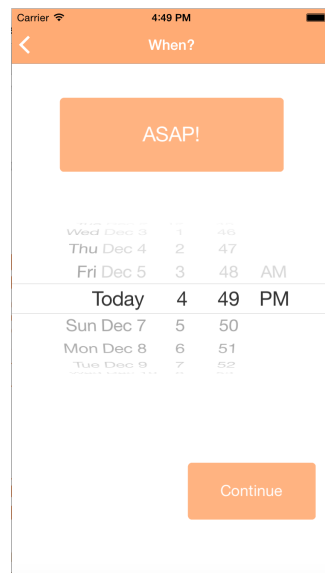 Carrier 4:49 PM
When?
ASAP!
Wed Dec 3 1 46
Thu Dec 4 2 47
Fri Dec 5 3 48 AM
Today 4 49 PM
Sun Dec 7 5 50
Mon Dec 8 6 51
Tue Dec 9 7 52
Continue